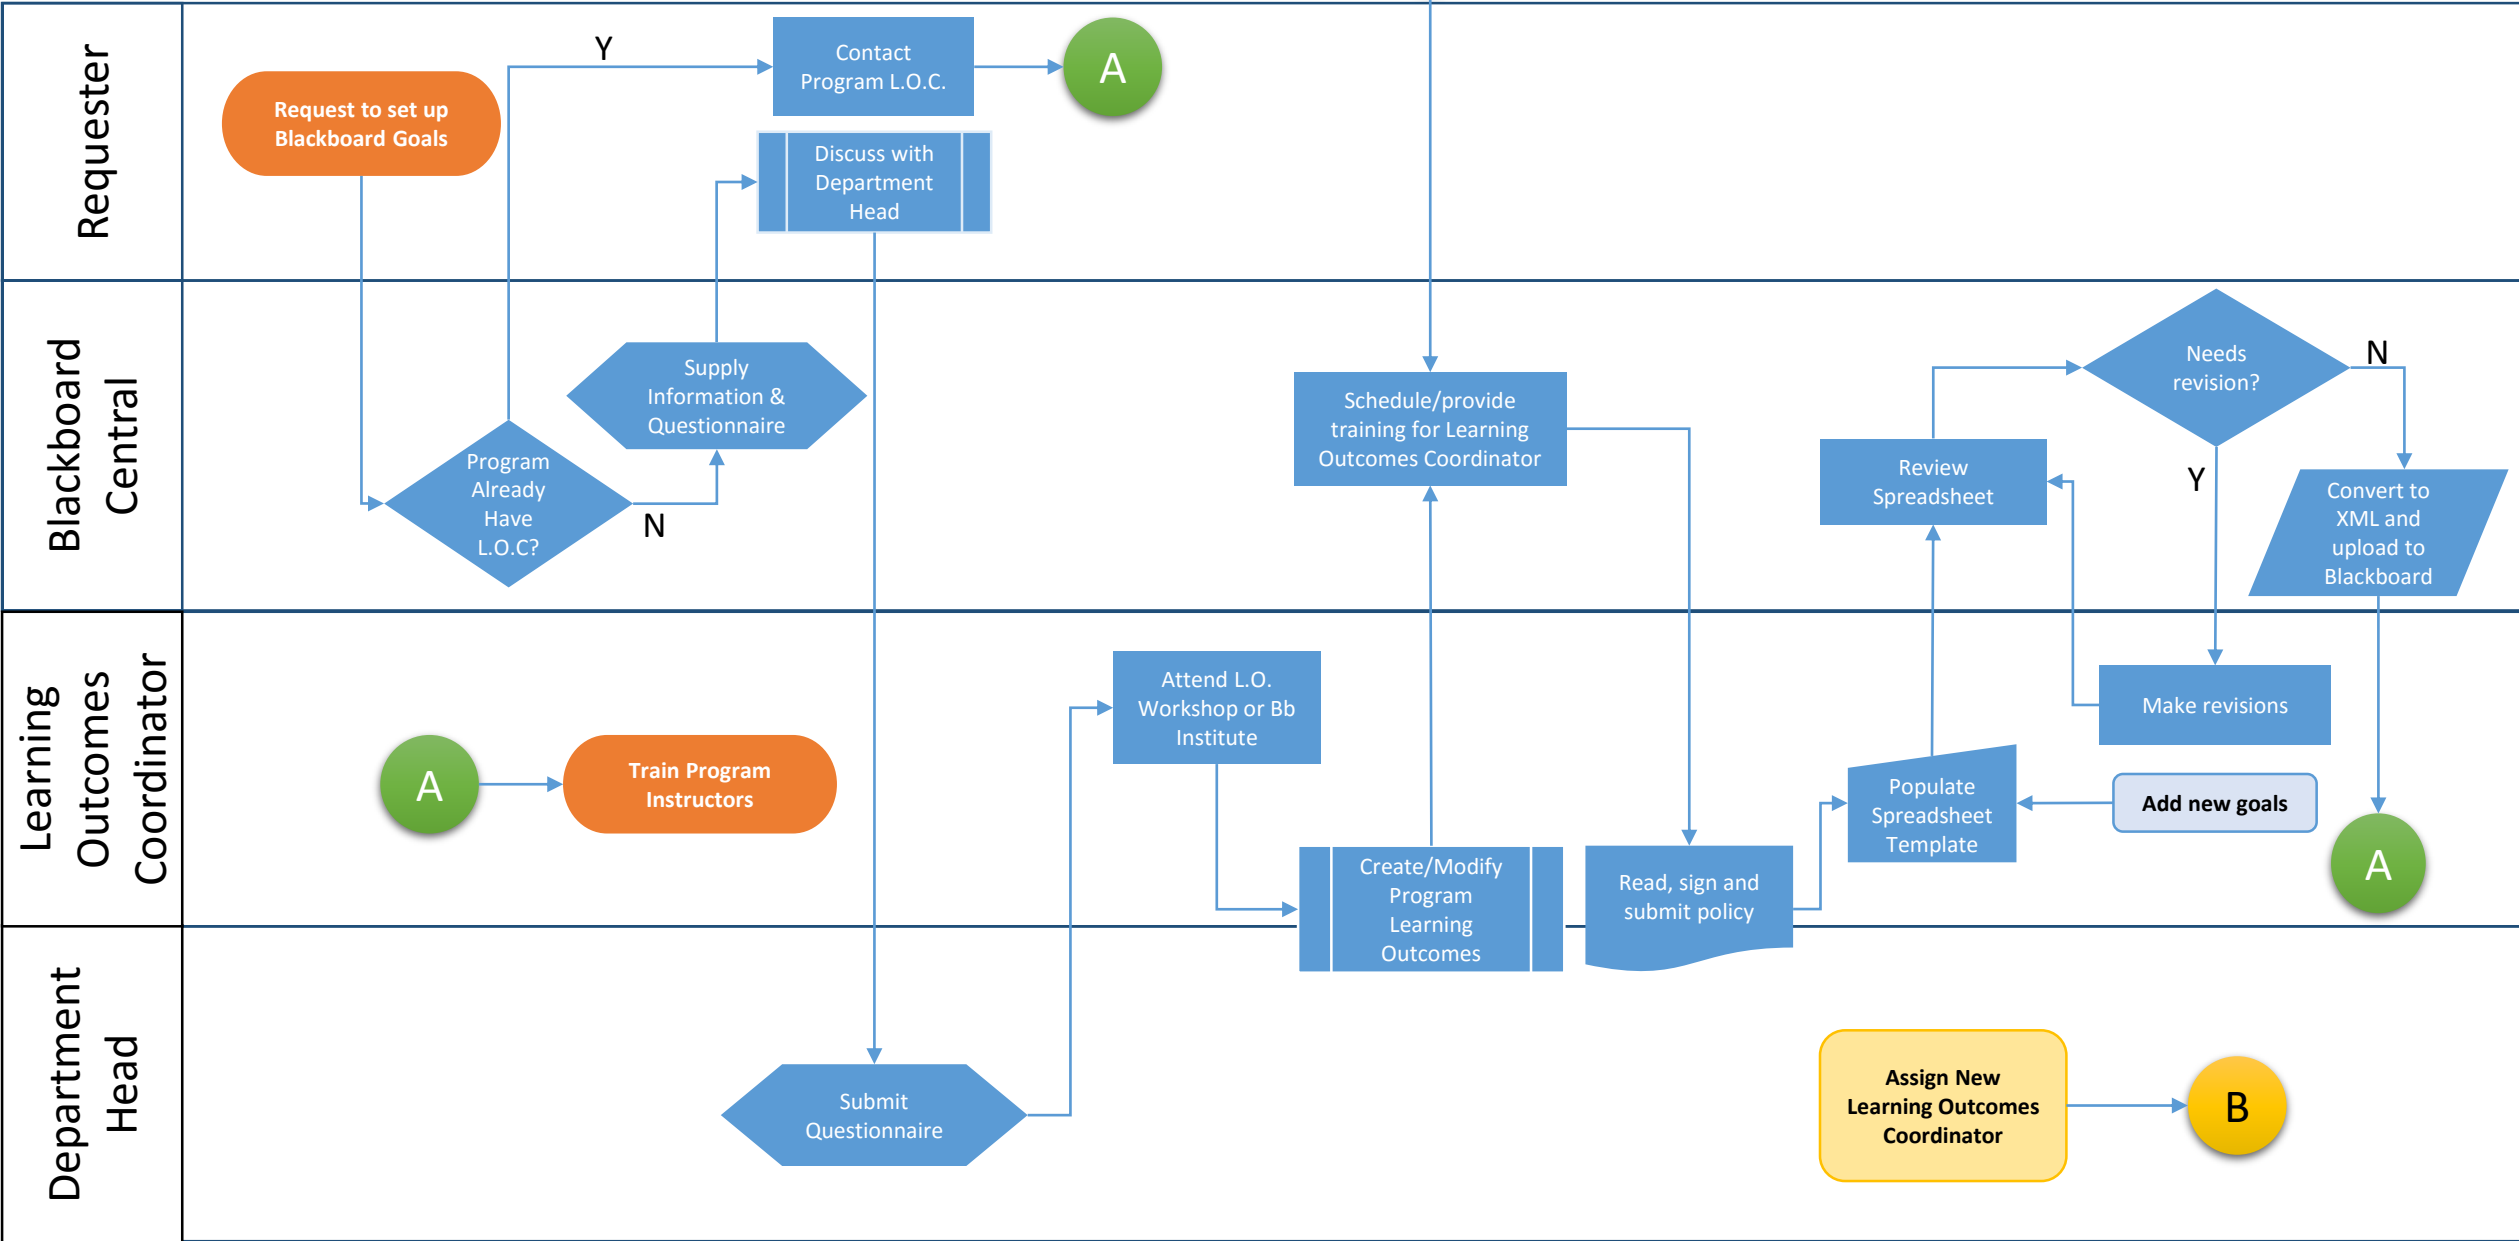 Requester
Request to set up
Blackboard Goals
Y
Contact
Program L.O.C.
A
Discuss with
Department
Head
Blackboard
Central
Program
Already
Have
L.O.C?
N
Supply
Information &
Questionnaire
Schedule/provide
training for Learning
Outcomes Coordinator
Review
Spreadsheet
Needs
revision?
N
Y
Convert to
XML and
upload to
Blackboard
Learning
Outcomes
Coordinator
A
Train Program
Instructors
Attend L.O.
Workshop or Bb
Institute
Create/Modify
Program
Learning
Outcomes
Read, sign and
submit policy
Populate
Spreadsheet
Template
Make revisions
Add new goals
A
Department
Head
Submit
Questionnaire
Assign New
Learning Outcomes
Coordinator
B